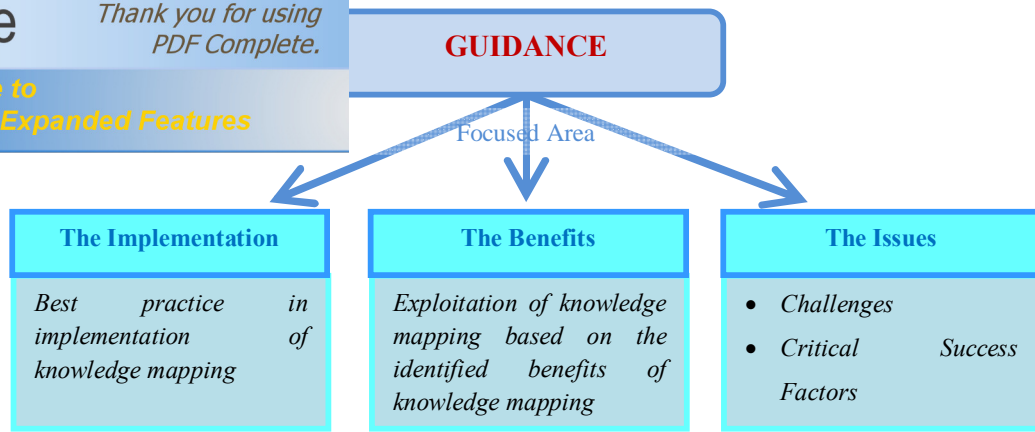 e
Thank you for using
PDF Complete.
e to
Expanded Features
GUIDANCE
Focused Area
The Implementation
Best practice in
implementation of
knowledge mapping
The Benefits
Exploitation of knowledge
mapping based on the
identified benefits of
knowledge mapping
The Issues
• Challenges
• Critical Success
Factors